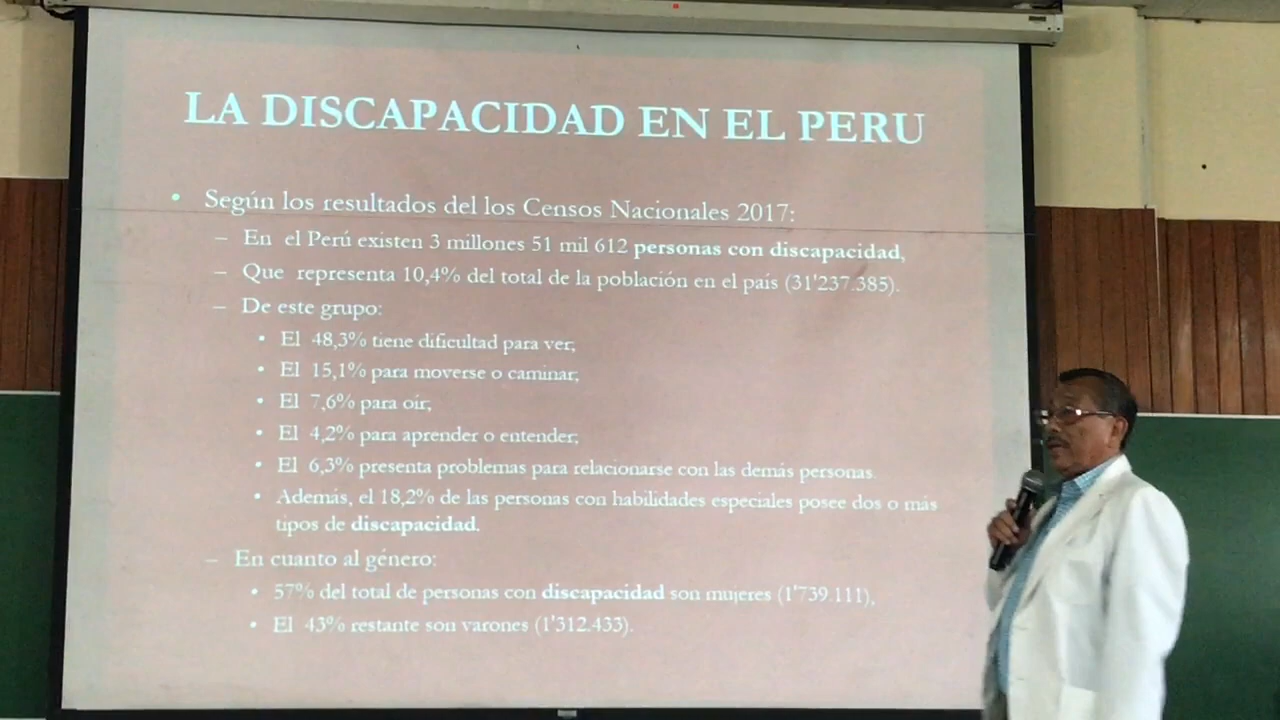 LA DISCAPACIDAD EN EL PERU
• Según los resultados del los Censos Nacionales 2017:
– En el Perú existen 3 millones 51 mil 612 personas con discapacidad,
– Que representa 10,4% del total de la población en el país (31'237.385).
– De este grupo:
• El 48,3% tiene dificultad para ver;
• El 15,1% para moverse o caminar;
• El 7,6% para oír;
• El 4,2% para aprender o entender;
• El 6,3% presenta problemas para relacionarse con las demás personas.
• Además, el 18,2% de las personas con habilidades especiales posee dos o más
tipos de discapacidad.
– En cuanto al género:
• 57% del total de personas con discapacidad son mujeres (1'739.111),
• El 43% restante son varones (1'312.433).